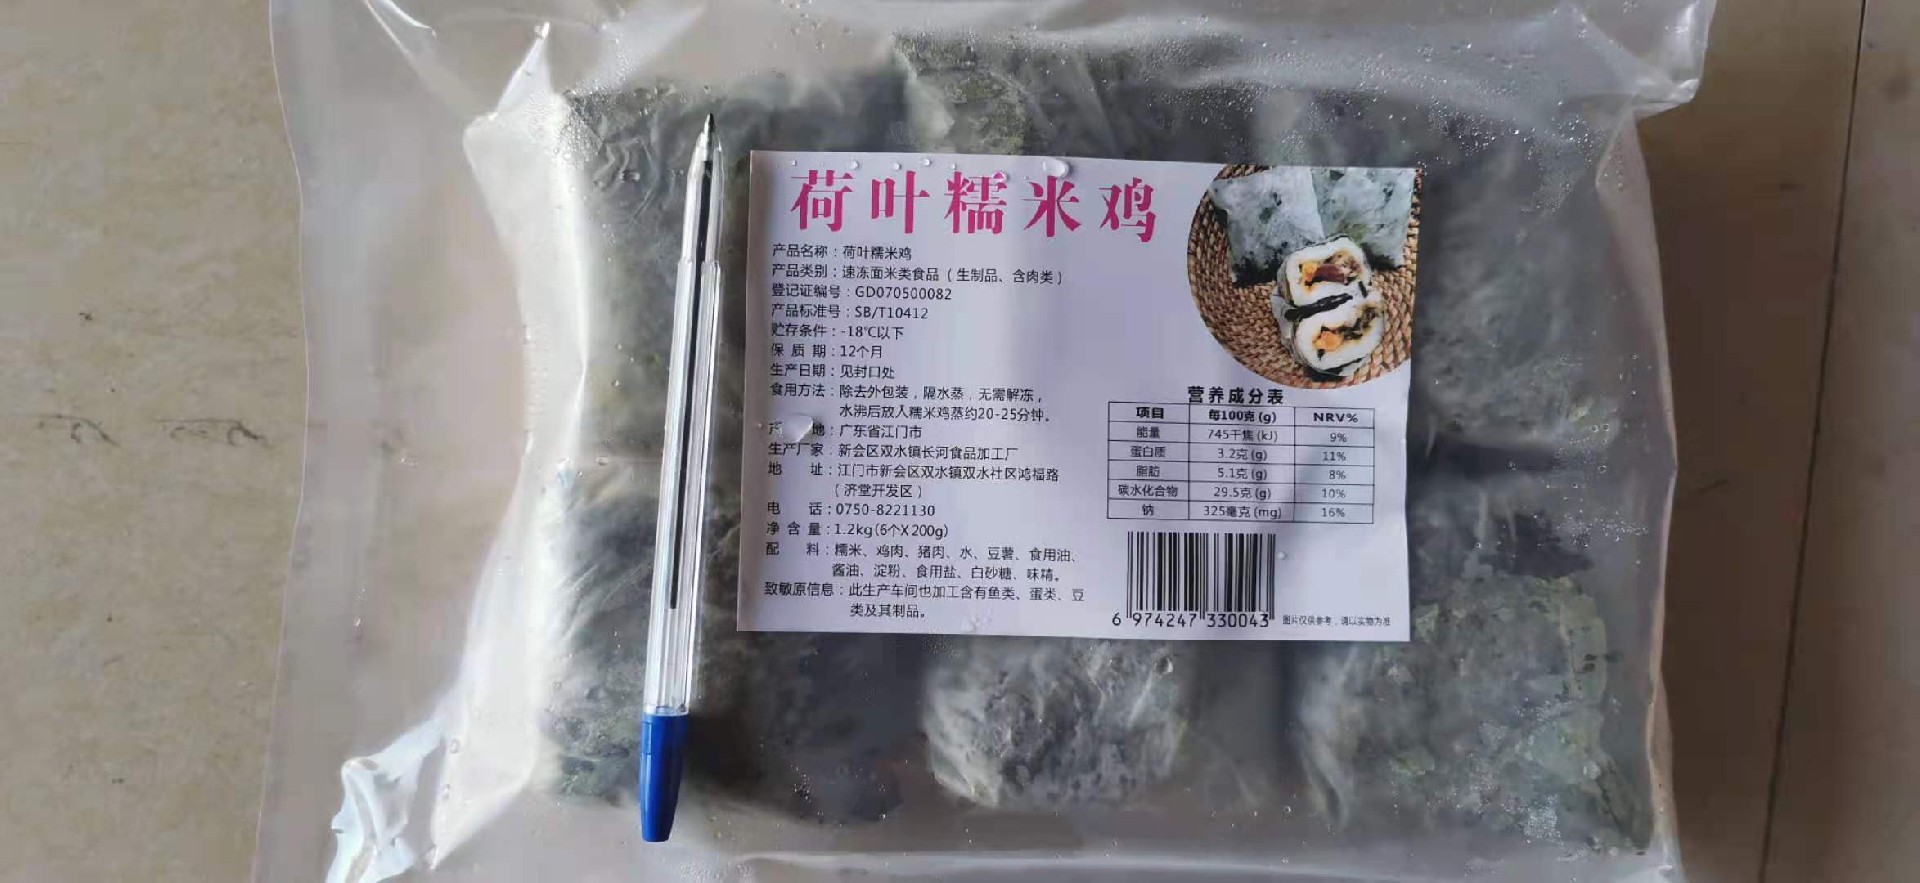 荷叶糯米鸡
产品名称：荷叶糯米鸡
产品类别：速冻面米类食品（生制品、含肉类）
登记证编号：GD070500082
产品标准号：SB/T10412
贮存条件：-18℃以下
保 质 期：12个月
生产日期：见封口处
食用方法：除去外包装，隔水蒸，无需解冻，
水沸后放入糯米鸡蒸约20-25分钟。
产 地：广东省江门市
生产厂家：新会区双水镇长河食品加工厂
地 址：江门市新会区双水镇双水社区鸿福路
（济堂开发区）
电 话：0750-8221130
净 含 量：1.2kg(6个X200g)
配 料：糯米、鸡肉、猪肉、水、豆薯、食用油、
酱油、淀粉、食用盐、白砂糖、味精。
致敏原信息：此生产车间也加工含有鱼类、蛋类、豆
类及其制品。
营养成分表
项目 每100克(g) NRV%
能量 745千焦(kJ) 9%
蛋白质 3.2克(g) 11%
脂肪 5.1克(g) 8%
碳水化合物 29.5克(g) 10%
钠 325毫克(mg) 16%
6 974247 330043
图片仅供参考，请以实物为准